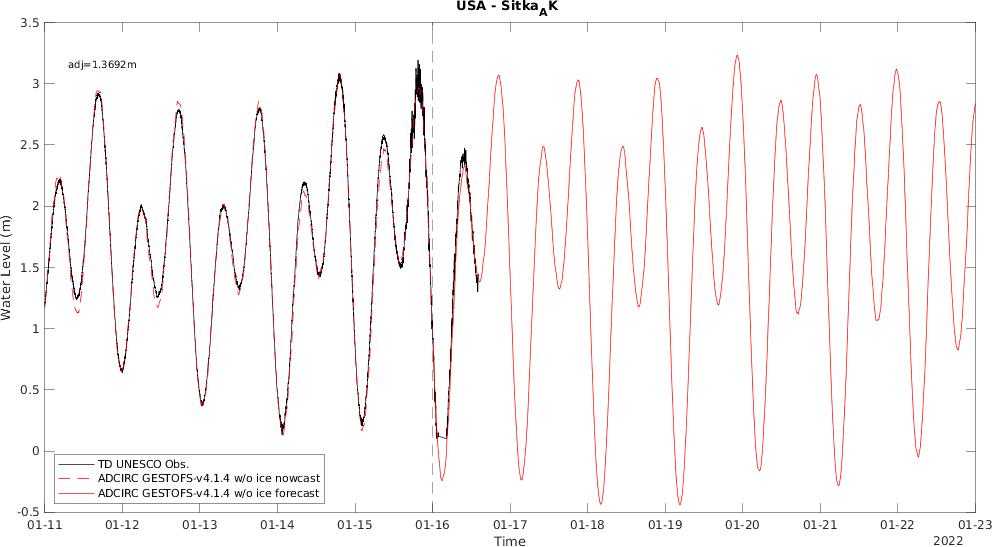 USA - Sitka_AK
3.5
adj=1.3692m
3
2.5
2
1.5
1
0.5
0
-0.5
Water Level (m)
TD UNESCO Obs.
ADCIRC GESTOFS-v4.1.4 w/o ice nowcast
ADCIRC GESTOFS-v4.1.4 w/o ice forecast
01-11 01-12 01-13 01-14 01-15 01-16 01-17 01-18 01-19 01-20 01-21 01-22 01-23
Time
2022